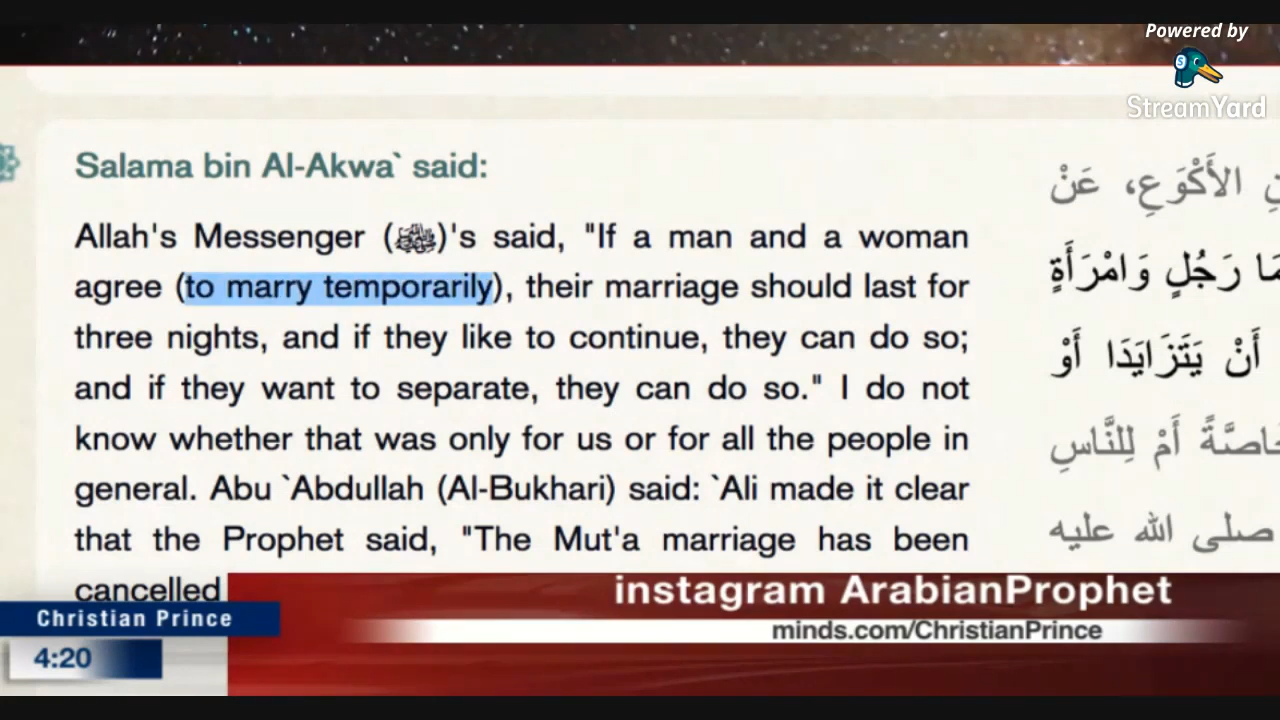 Powered by
StreamYard
Salama bin Al-Akwa` said:
Allah's Messenger (ﷺ)'s said, "If a man and a woman
agree (to marry temporarily), their marriage should last for
three nights, and if they like to continue, they can do so;
and if they want to separate, they can do so." I do not
know whether that was only for us or for all the people in
general. Abu `Abdullah (Al-Bukhari) said: `Ali made it clear
that the Prophet said, "The Mut'a marriage has been
cancelled
الأَكْوَعِ، عَنْ
رَجُلٍ وَامْرَأَةٍ
أَنْ يَتَزَايَدَا أَوْ
أَمْ لِلنَّاسِ
صلى الله عليه
instagram ArabianProphet
minds.com/ChristianPrince
Christian Prince
4:20